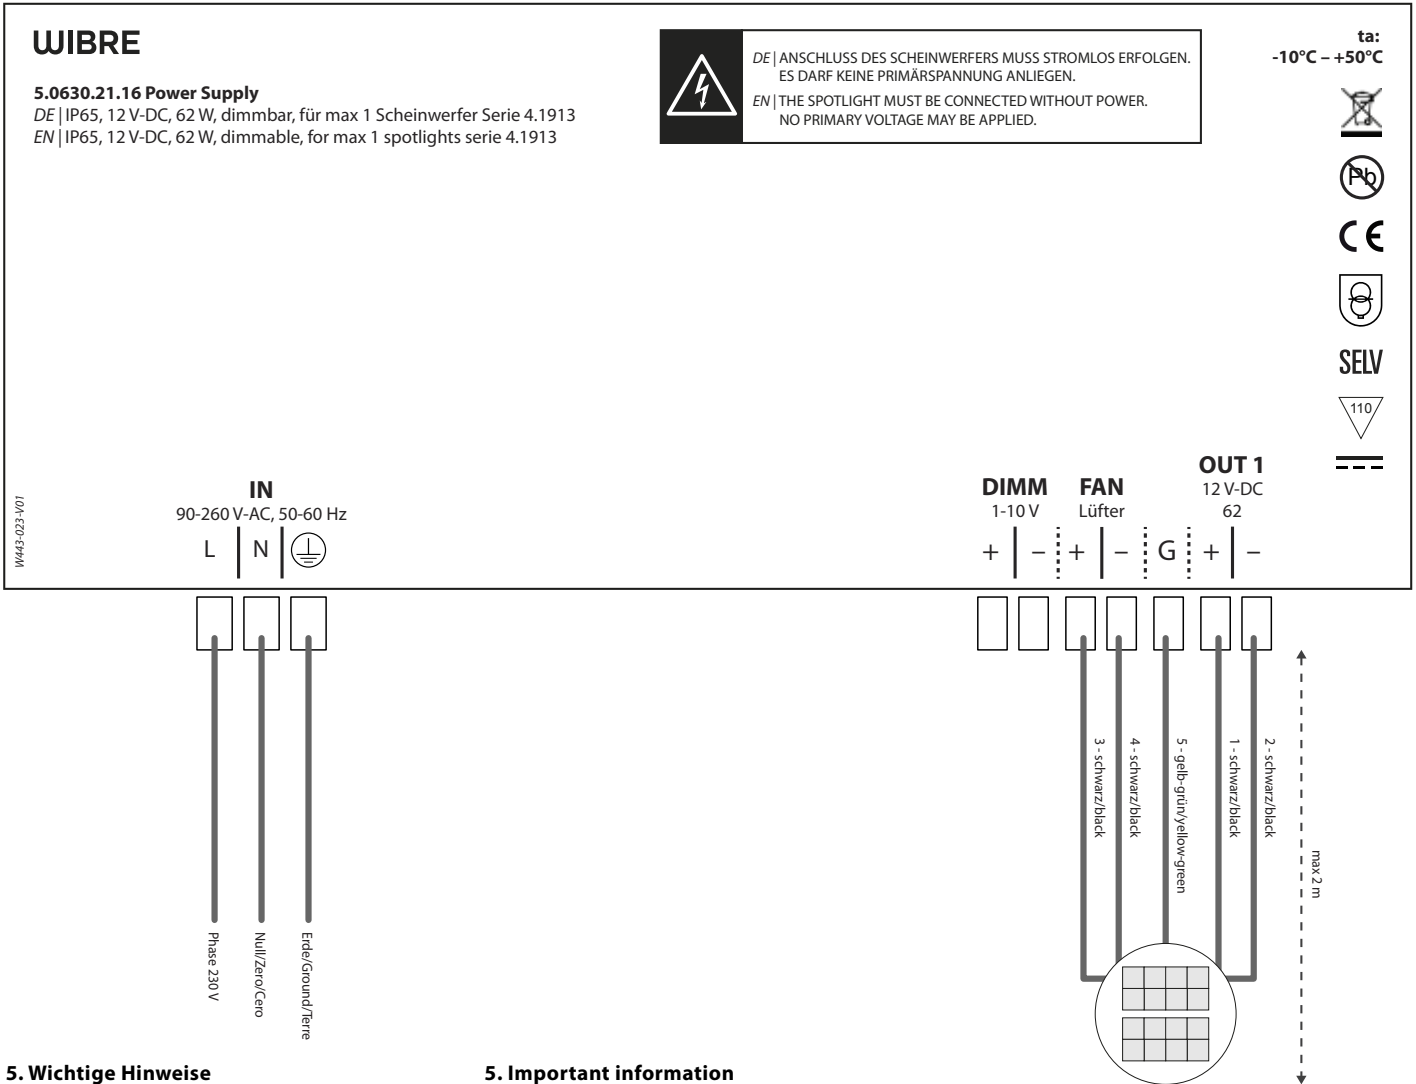 WIBRE
5.0630.21.16 Power Supply
DE | IP65, 12 V-DC, 62 W, dimmbar, für max 1 Scheinwerfer Serie 4.1913
EN | IP65, 12 V-DC, 62 W, dimmable, for max 1 spotlights serie 4.1913
DE | ANSCHLUSS DES SCHEINWERFERS MUSS STROMLOS ERFOLGEN.
ES DARF KEINE PRIMÄRSPANNUNG ANLIEGEN.
EN | THE SPOTLIGHT MUST BE CONNECTED WITHOUT POWER.
NO PRIMARY VOLTAGE MAY BE APPLIED.
ta:
-10°C – +50°C
Pb
CE
SELV
110
W443-023-V01
IN
90-260 V-AC, 50-60 Hz
L N
DIMM
1-10 V
+ –
FAN
Lüfter
+ –
G
OUT 1
12 V-DC
62
+ –
Phase 230 V
Null/Zero/Cero
Erde/Ground/Terre
3 - schwarz/black
4 - schwarz/black
5 - gelb-grün/yellow-green
1 - schwarz/black
2 - schwarz/black
max 2 m
5. Wichtige Hinweise
5. Important information